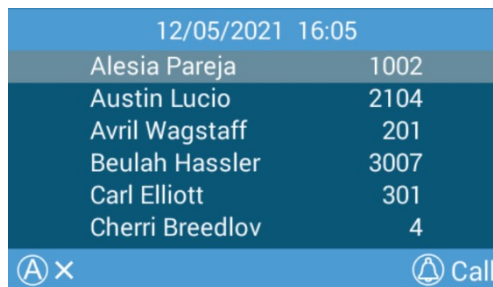 12/05/2021 16:05
Alesia Pareja 1002
Austin Lucio 2104
Avril Wagstaff 201
Beulah Hassler 3007
Carl Elliott 301
Cherri Breedlov 4
A × Call